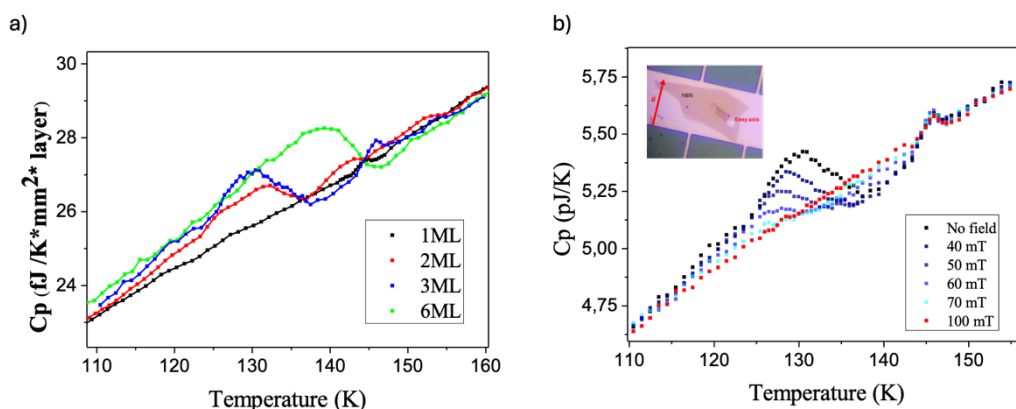 a)
Cp (fJ /K*mm²* layer)
30
28
26
24
110 120 130 140 150 160
Temperature (K)
1ML
2ML
3ML
6ML
b)
Cp (pJ/K)
5,75
5,50
5,25
5,00
4,75
110 120 130 140 150
Temperature (K)
HBN
Easy axis
No field
40 mT
50 mT
60 mT
70 mT
100 mT